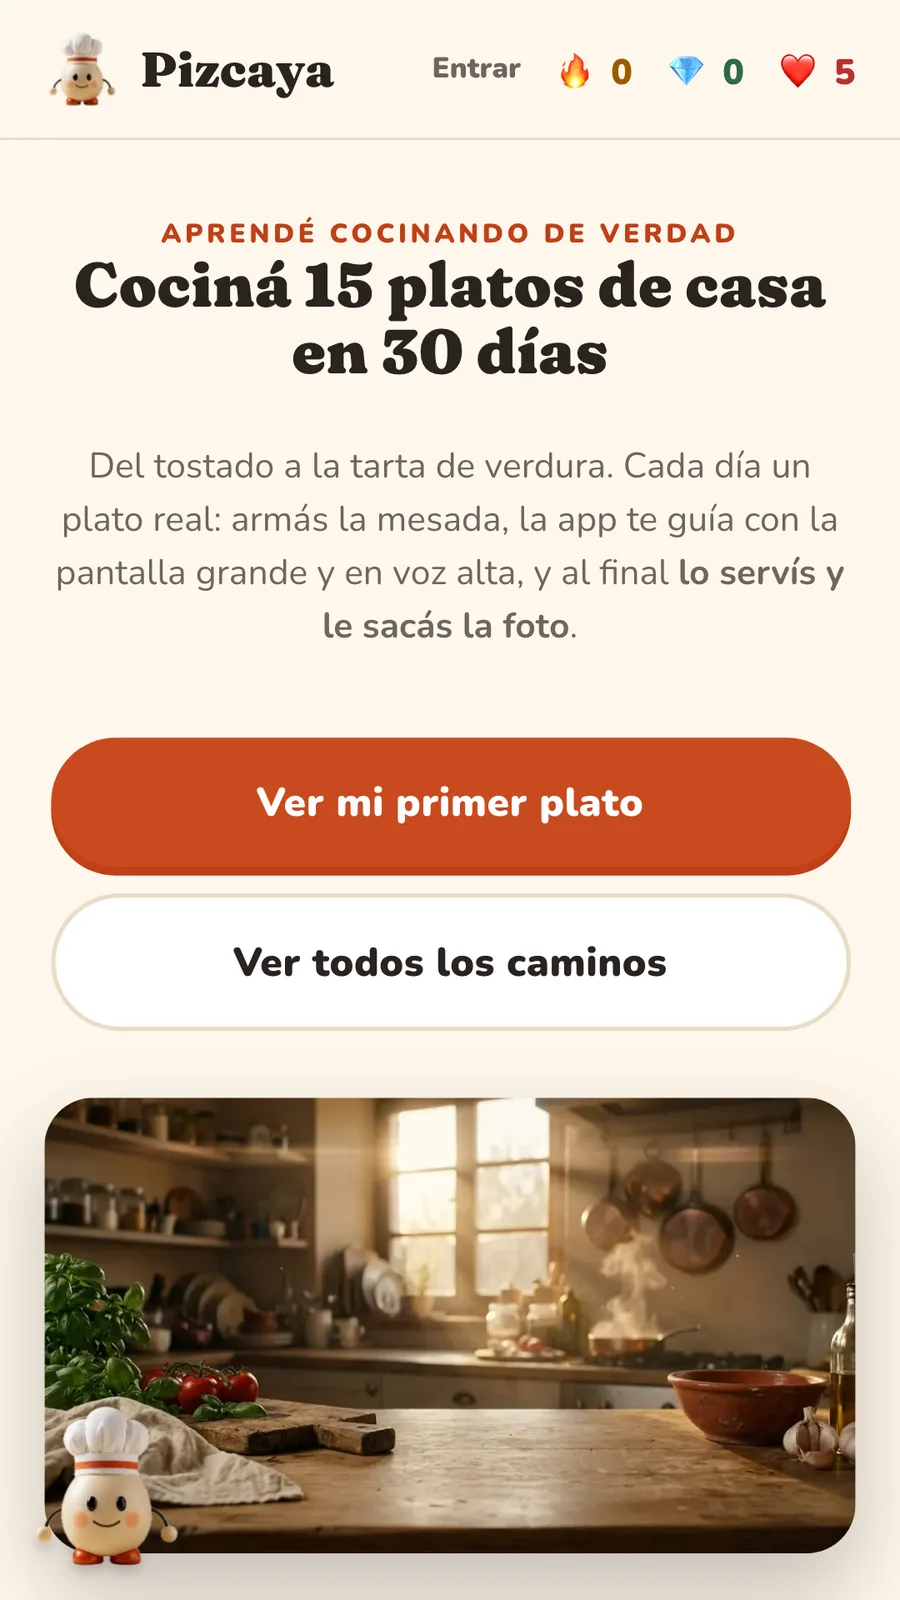 Pizcaya
Entrar 🔥 0 💎 0 ❤️ 5
APRENDÉ COCINANDO DE VERDAD
Cociná 15 platos de casa
en 30 días
Del tostado a la tarta de verdura. Cada día un
plato real: armás la mesada, la app te guía con la
pantalla grande y en voz alta, y al final lo servís y
le sacás la foto.
Ver mi primer plato
Ver todos los caminos